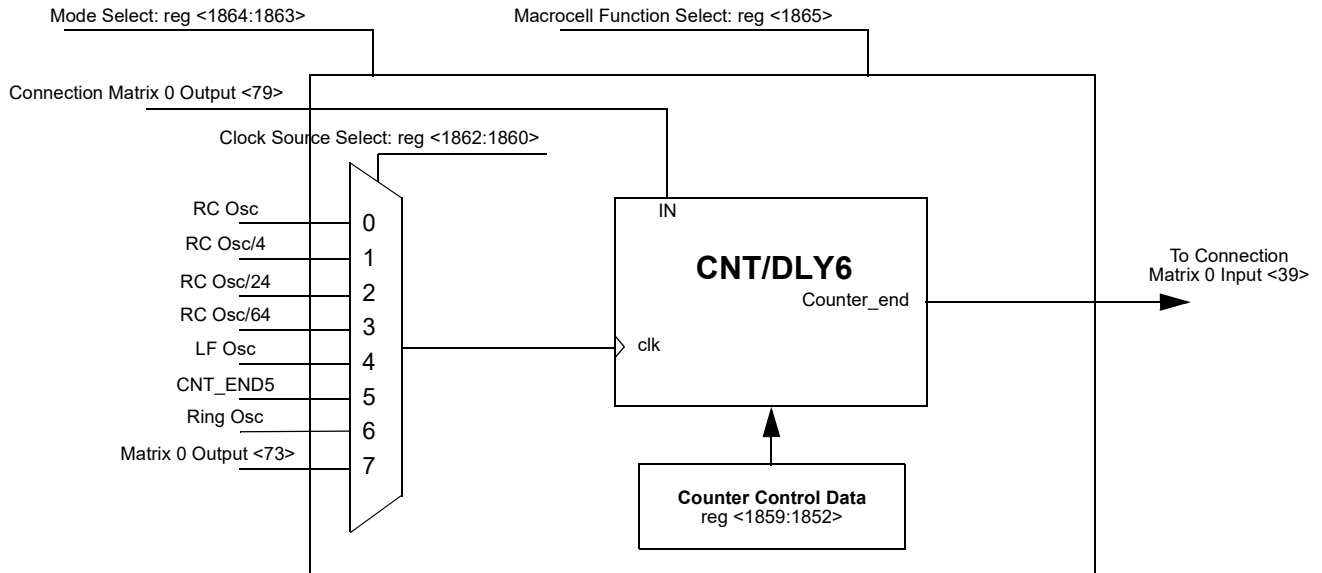 Mode Select: reg <1864:1863>
Macrocell Function Select: reg <1865>
Connection Matrix 0 Output <79>
Clock Source Select: reg <1862:1860>
RC Osc
0
RC Osc/4
1
RC Osc/24
2
RC Osc/64
3
LF Osc
4
CNT_END5
5
Ring Osc
6
Matrix 0 Output <73>
7
IN
CNT/DLY6
Counter_end
clk
To Connection
Matrix 0 Input <39>
Counter Control Data
reg <1859:1852>